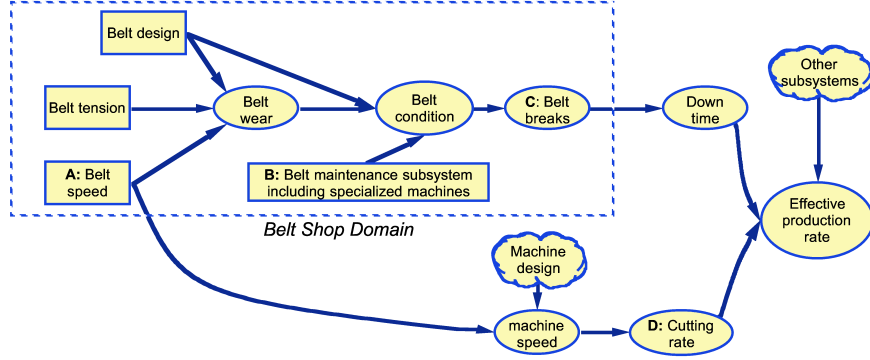 Belt design
Other
subsystems
Belt tension
Belt
wear
Belt
condition
C: Belt
breaks
Down
time
A: Belt
speed
B: Belt maintenance subsystem
including specialized machines
Effective
production
rate
Belt Shop Domain
Machine
design
machine
speed
D: Cutting
rate